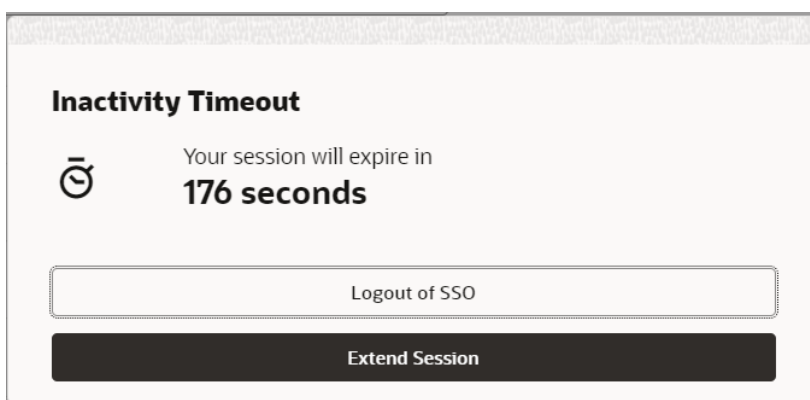 Inactivity Timeout
Your session will expire in
176 seconds
Logout of SSO
Extend Session